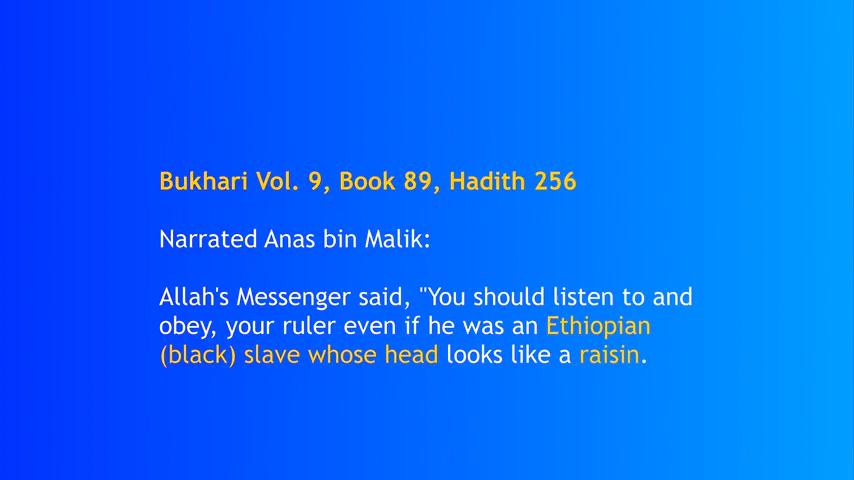 Bukhari Vol. 9, Book 89, Hadith 256
Narrated Anas bin Malik:
Allah's Messenger said, "You should listen to and
obey, your ruler even if he was an Ethiopian
(black) slave whose head looks like a raisin.